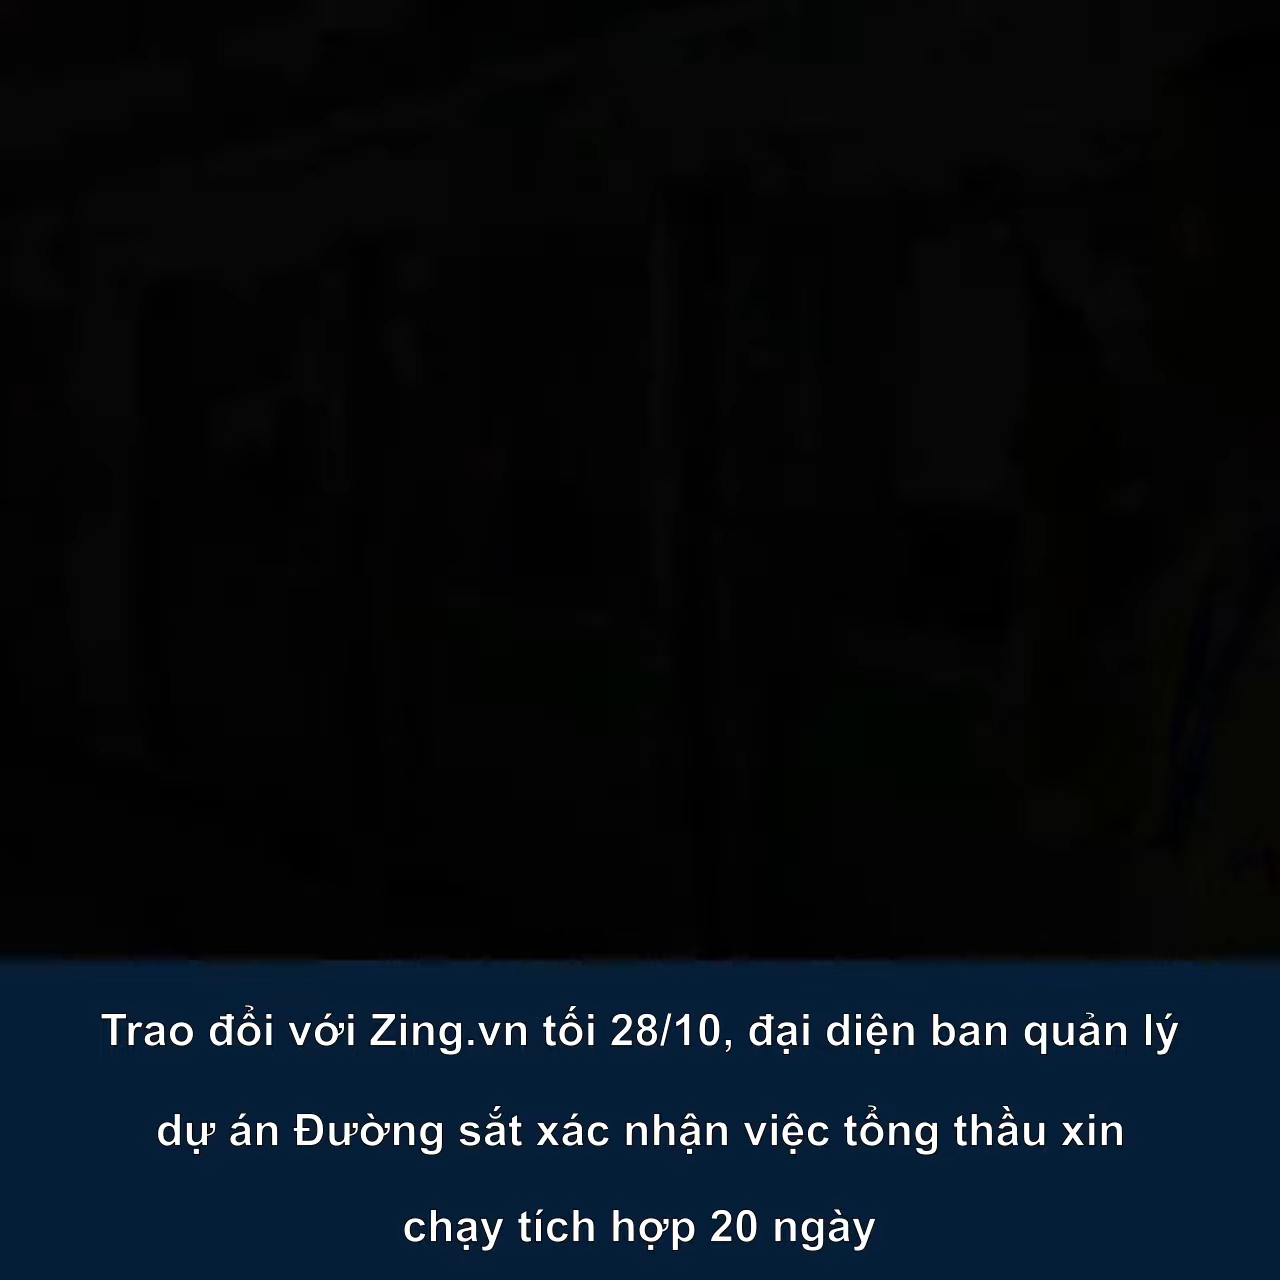 Trao đổi với Zing.vn tối 28/10, đại diện ban quản lý
dự án Đường sắt xác nhận việc tổng thầu xin
chạy tích hợp 20 ngày